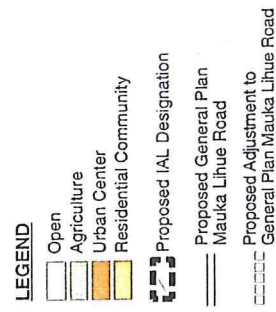 LEGEND
Open
Agriculture
Urban Center
Residential Community
Proposed IAL Designation
Proposed General Plan
Mauka Lihue Road
Proposed Adjustment to
General Plan Mauka Lihue Road